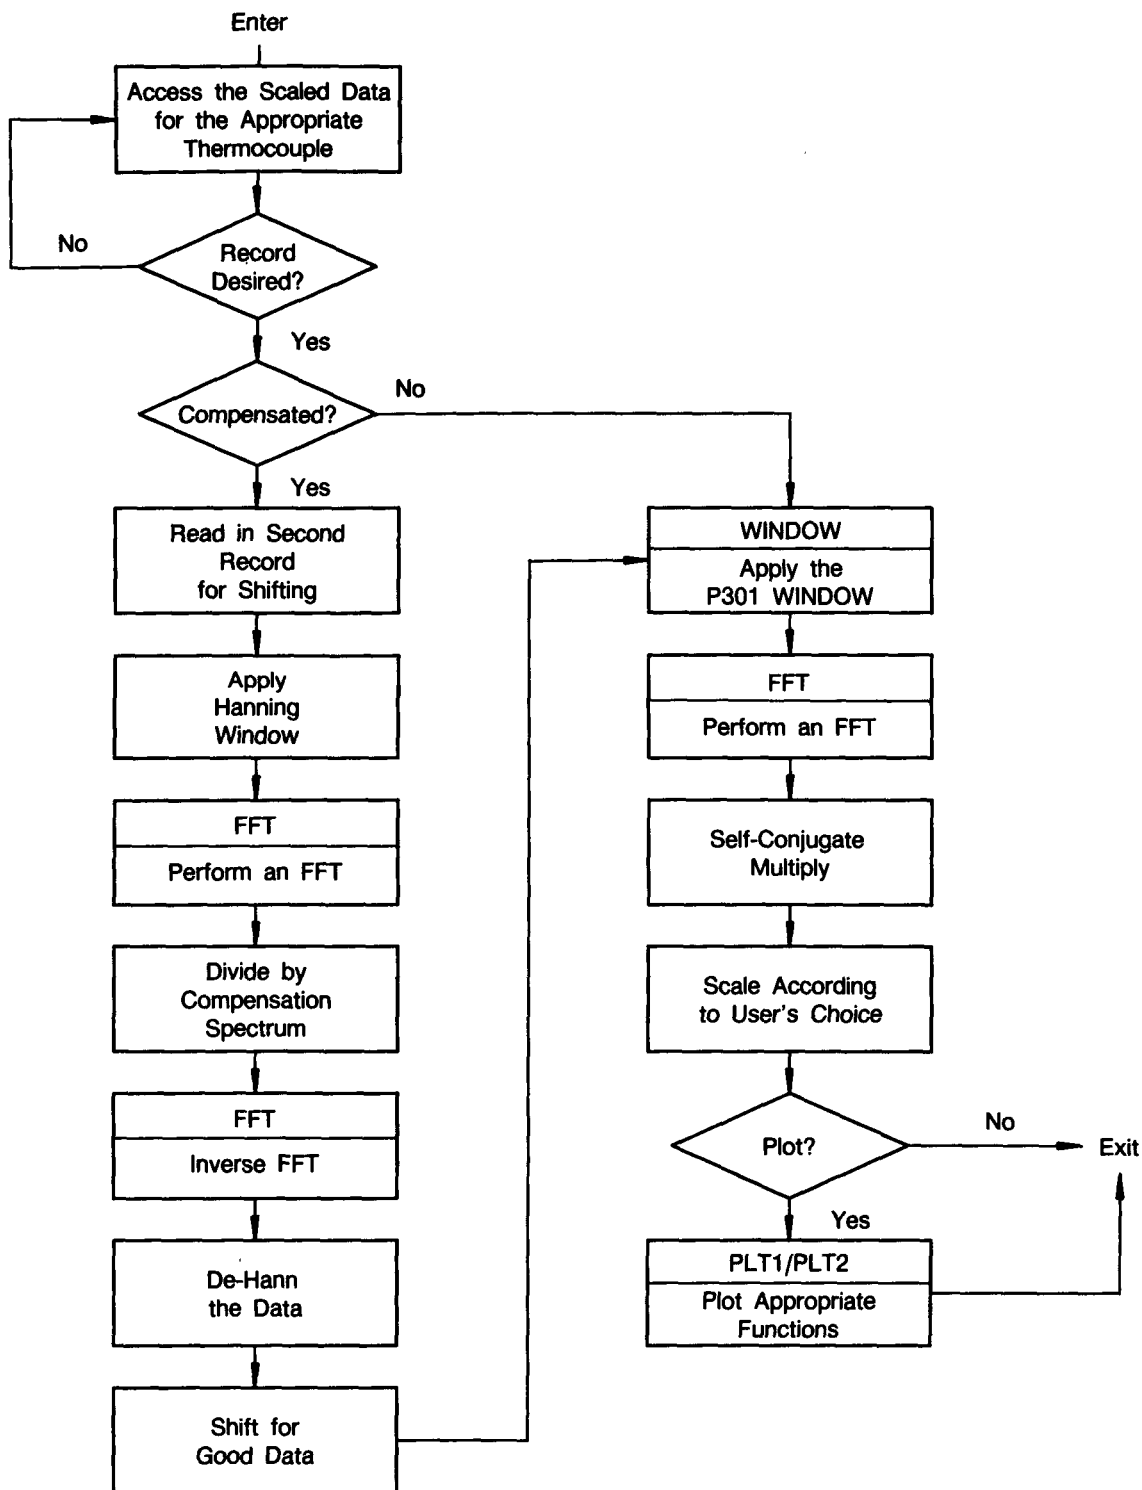 Enter
Access the Scaled Data
for the Appropriate
Thermocouple
No
Record
Desired?
Yes
No
Compensated?
Yes
Read in Second
Record
for Shifting
Apply
Hanning
Window
FFT
Perform an FFT
Divide by
Compensation
Spectrum
FFT
Inverse FFT
De-Hann
the Data
Shift for
Good Data
WINDOW
Apply the
P301 WINDOW
FFT
Perform an FFT
Self-Conjugate
Multiply
Scale According
to User's Choice
Plot?
No
Exit
Yes
PLT1/PLT2
Plot Appropriate
Functions